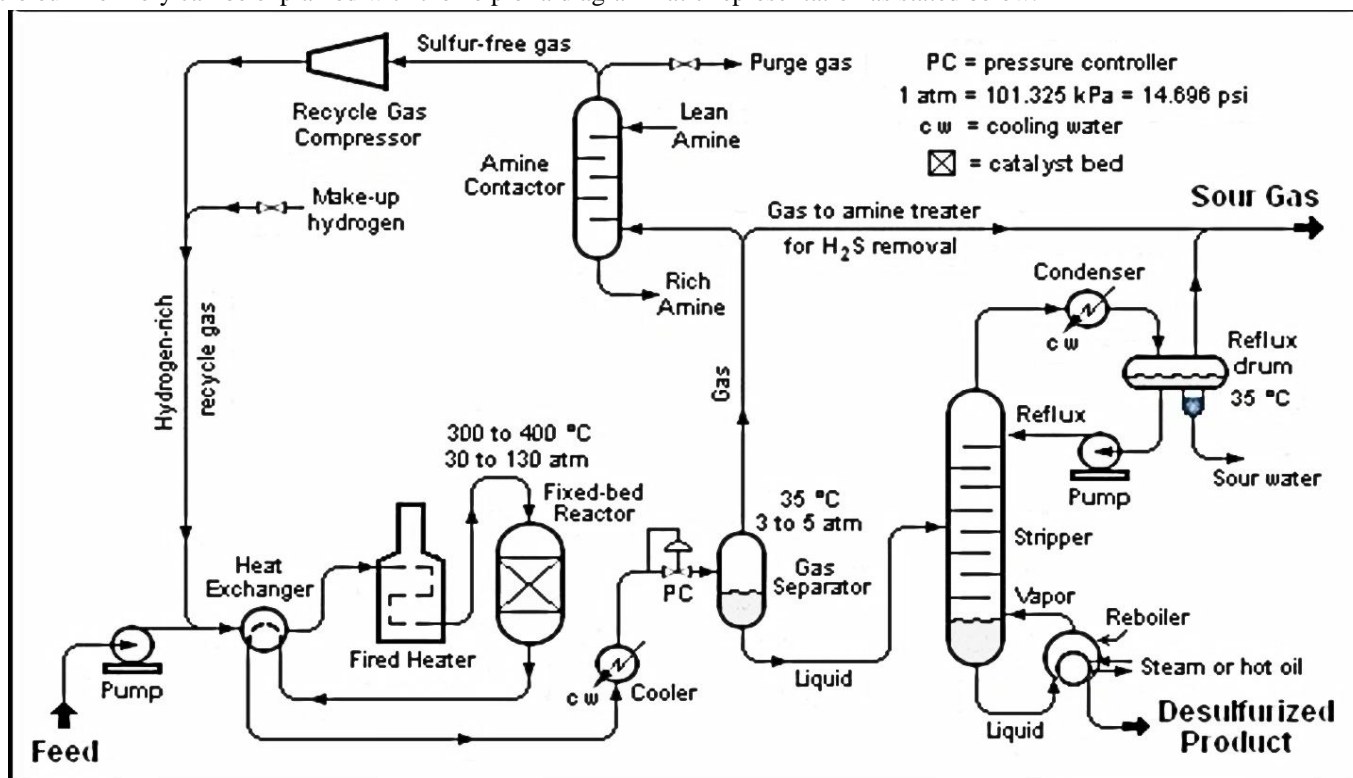 Sulfur-free gas
Purge gas
PC = pressure controller
1 atm = 101.325 kPa = 14.696 psi
c w = cooling water
= catalyst bed
Recycle Gas
Compressor
Lean
Amine
Amine
Contactor
Make-up
hydrogen
Gas to amine treater
for H₂S removal
Sour Gas
Rich
Amine
Condenser
c w
Reflux
drum
35 °C
Hydrogen-rich
recycle gas
Gas
Reflux
Pump
Sour water
300 to 400 °C
30 to 130 atm
Fixed-bed
Reactor
35 °C
3 to 5 atm
Gas
Separator
Stripper
Heat
Exchanger
PC
Vapor
Reboiler
Steam or hot oil
Fired Heater
Pump
c w
Cooler
Liquid
Liquid
Feed
Desulfurized
Product